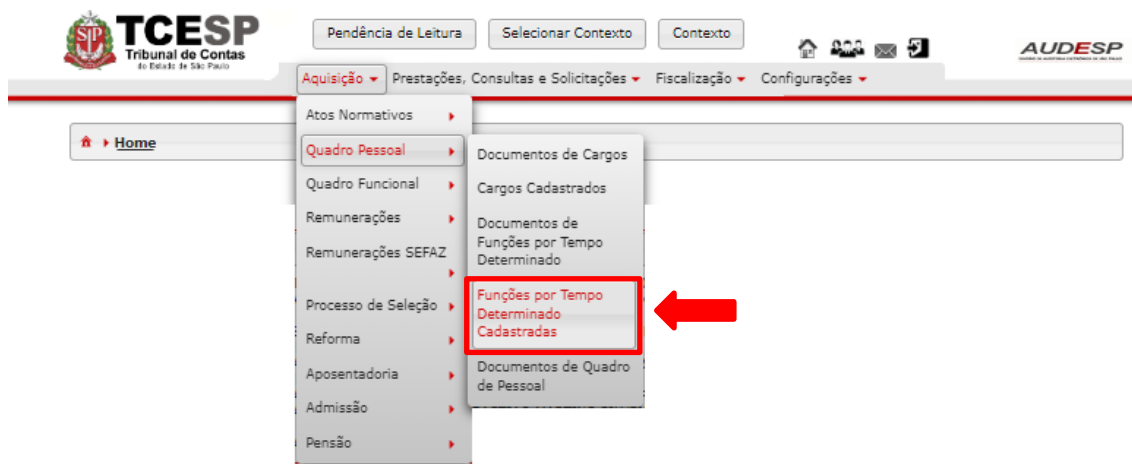 TCESP
Tribunal de Contas
do Estado de São Paulo
Pendência de Leitura
Selecionar Contexto
Contexto
AUDESP
Aquisição
Prestações, Consultas e Solicitações
Fiscalização
Configurações
Home
Atos Normativos
Quadro Pessoal
Quadro Funcional
Remunerações
Remunerações SEFAZ
Processo de Seleção
Reforma
Aposentadoria
Admissão
Pensão
Documentos de Cargos
Cargos Cadastrados
Documentos de
Funções por Tempo
Determinado
Funções por Tempo
Determinado
Cadastradas
Documentos de Quadro
de Pessoal